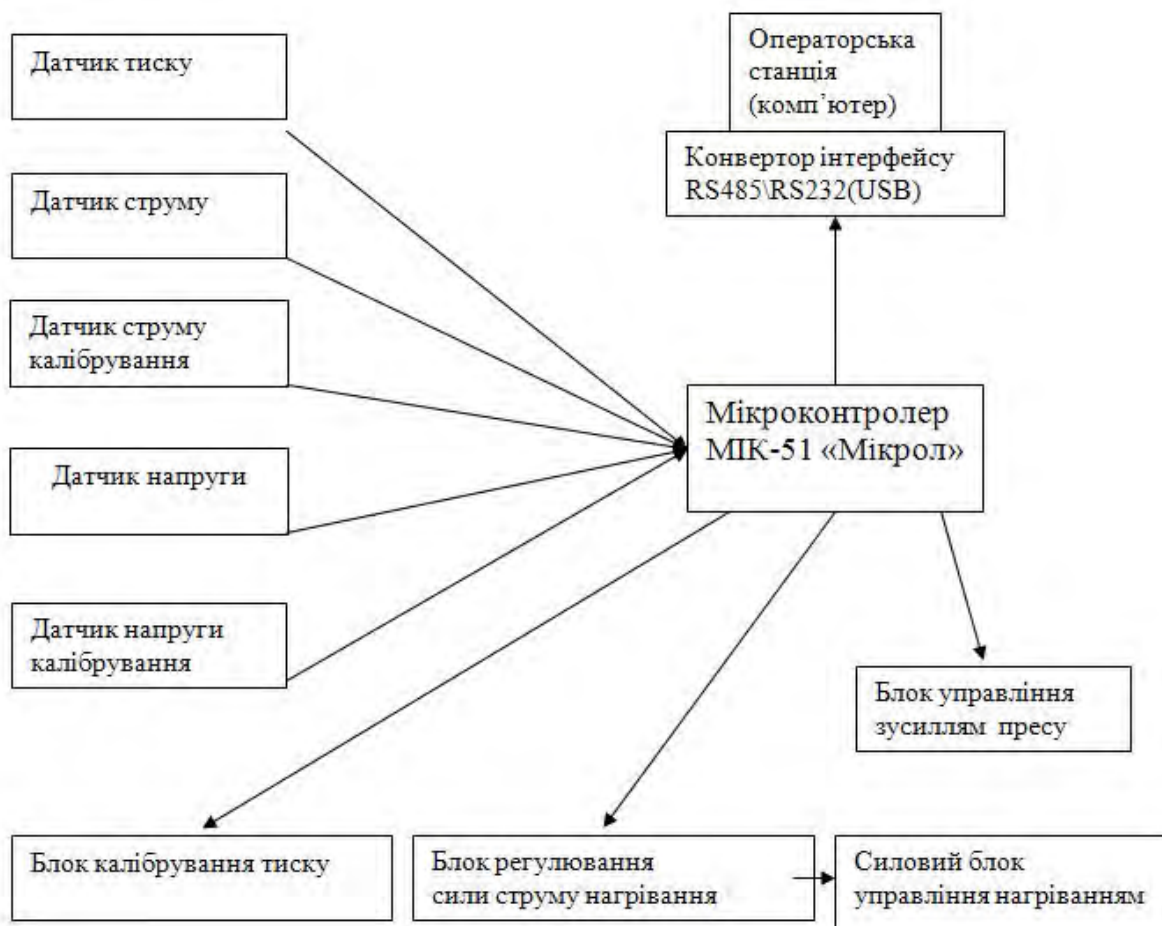 Датчик тиску
Операторська
станція
(комп’ютер)
Конвертор інтерфейсу
RS485\RS232(USB)
Датчик струму
Датчик струму
калібрування
Мікроконтролер
МІК-51 «Мікрол»
Датчик напруги
Датчик напруги
калібрування
Блок управління
зусиллям пресу
Блок калібрування тиску
Блок регулювання
сили струму нагрівання
Силовий блок
управління нагріванням